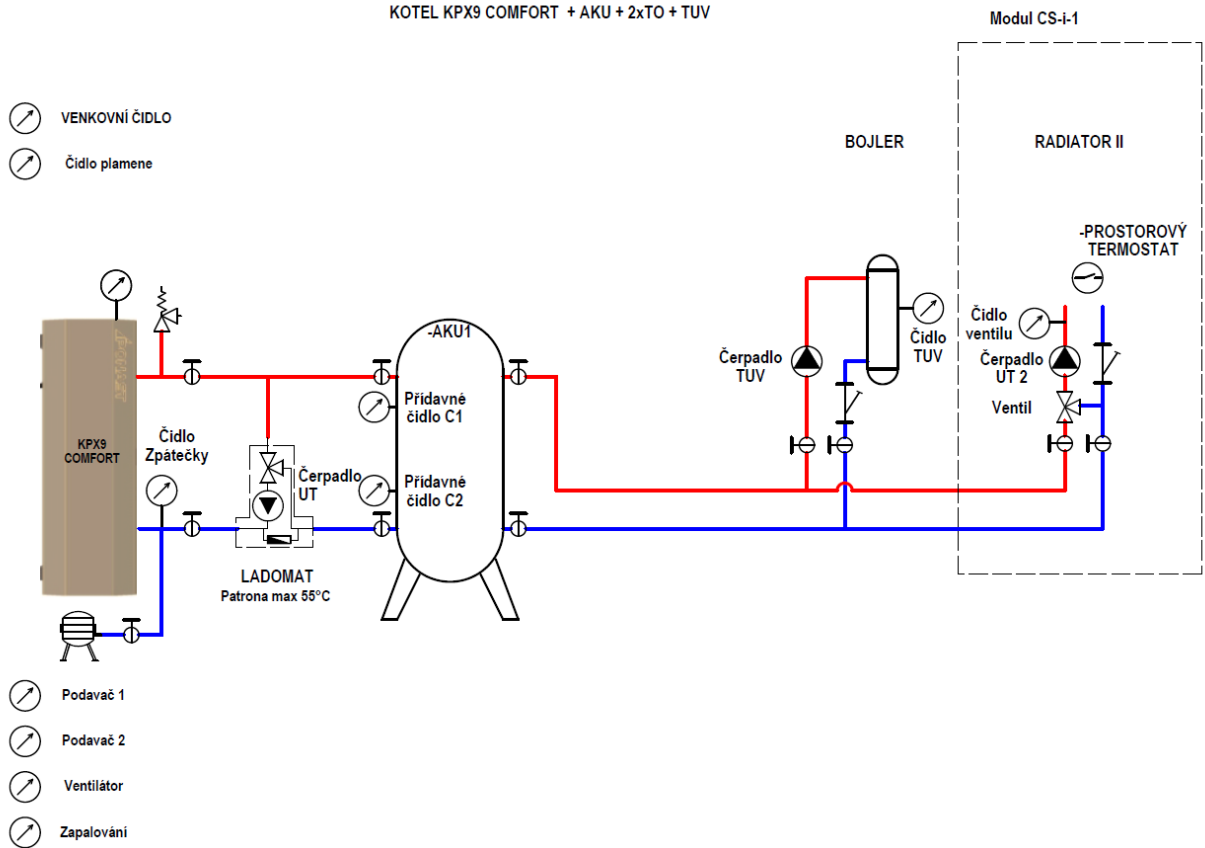 KOTEL KPX9 COMFORT + AKU + 2xTO + TUV
Modul CS-i-1
VENKOVNÍ ČIDLO
Čidlo plamene
BOJLER
RADIATOR II
-PROSTOROVÝ
TERMOSTAT
-AKU1
Čidlo
TUV
Čidlo
ventilu
Čerpadlo
TUV
Čerpadlo
UT 2
Ventil
Přídavné
čidlo C1
KPX9
COMFORT
Čidlo
Zpátečky
Čerpadlo
UT
Přídavné
čidlo C2
LADOMAT
Patrona max 55°C
Podavač 1
Podavač 2
Ventilátor
Zapalování